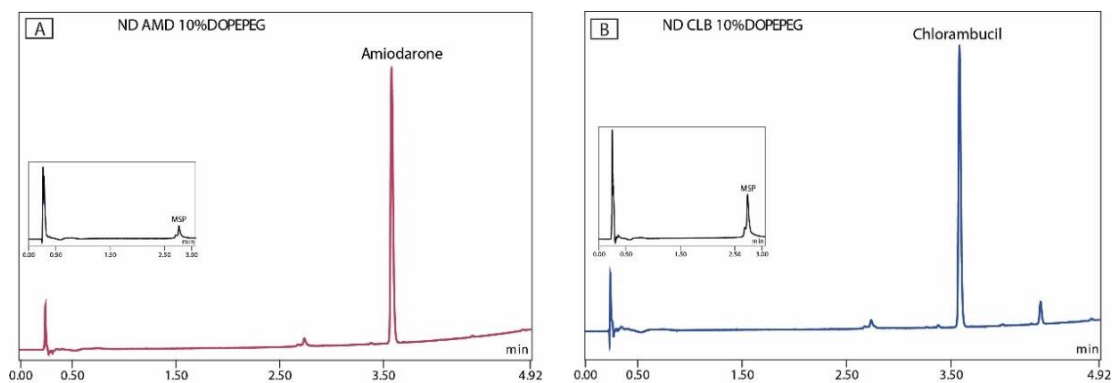 A
ND AMD 10%DOPEPEG
Amiodarone
MSP
min
0.00 0.50 1.50 2.50 3.00
min
0.00 0.50 1.50 2.50 3.50 4.92
B
ND CLB 10%DOPEPEG
Chlorambucil
MSP
min
0.00 0.50 1.50 2.50 3.00
min
0.00 0.50 1.50 2.50 3.50 4.92